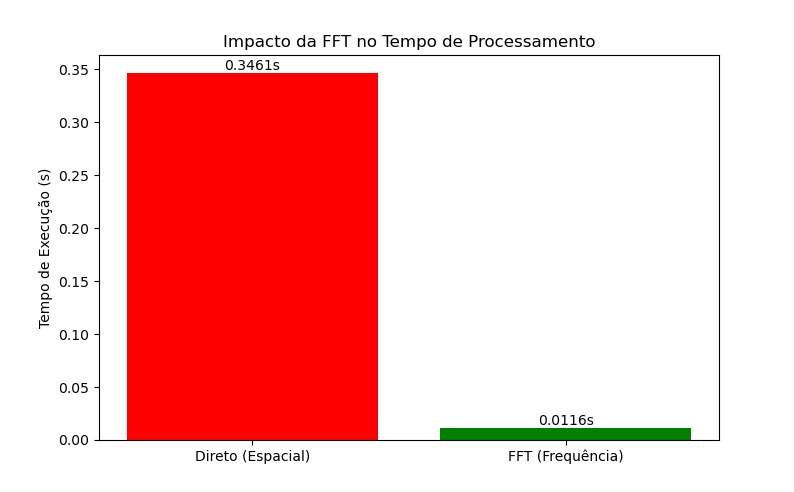 Impacto da FFT no Tempo de Processamento
Tempo de Execução (s)
0.35
0.30
0.25
0.20
0.15
0.10
0.05
0.00
0.3461s
0.0116s
Direto (Espacial)
FFT (Frequência)